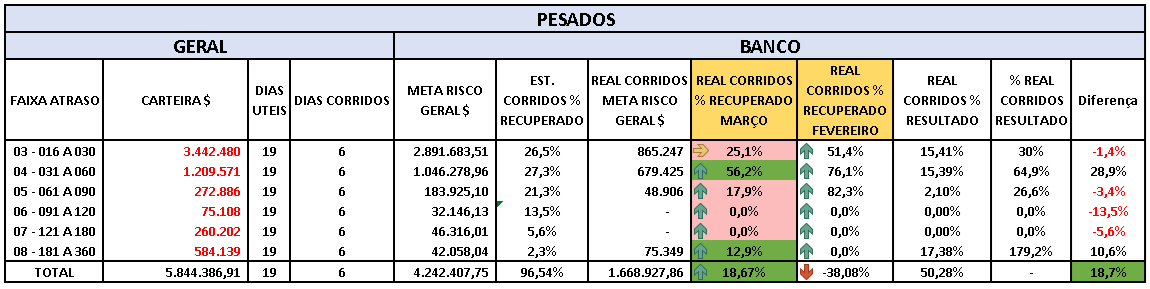 PESADOS
GERAL BANCO
FAIXA ATRASO CARTEIRA $ DIAS UTEIS DIAS CORRIDOS META RISCO GERAL $ EST. CORRIDOS % RECUPERADO REAL CORRIDOS META RISCO GERAL $ REAL CORRIDOS % RECUPERADO MARÇO REAL CORRIDOS % RECUPERADO FEVEREIRO REAL CORRIDOS % RESULTADO % REAL CORRIDOS RESULTADO Diferença
03 - 016 A 030 3.442.480 19 6 2.891.683,51 26,5% 865.247 25,1% 51,4% 15,41% 30% -1,4%
04 - 031 A 060 1.209.571 19 6 1.046.278,96 27,3% 679.425 56,2% 76,1% 15,39% 64,9% 28,9%
05 - 061 A 090 272.886 19 6 183.925,10 21,3% 48.906 17,9% 82,3% 2,10% 26,6% -3,4%
06 - 091 A 120 75.108 19 6 32.146,13 13,5% - 0,0% 0,0% 0,00% 0,0% -13,5%
07 - 121 A 180 260.202 19 6 46.316,01 5,6% - 0,0% 0,0% 0,00% 0,0% -5,6%
08 - 181 A 360 584.139 19 6 42.058,04 2,3% 75.349 12,9% 0,0% 17,38% 179,2% 10,6%
TOTAL 5.844.386,91 19 6 4.242.407,75 96,54% 1.668.927,86 18,67% -38,08% 50,28% - 18,7%